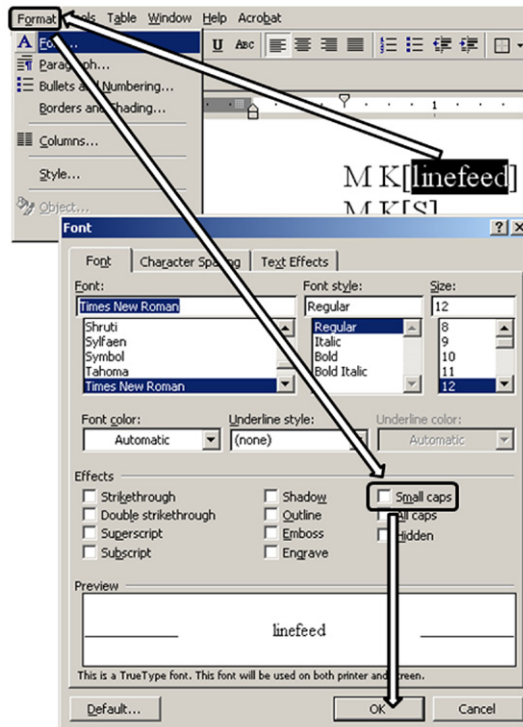 Format Tools Table Window Help Acrobat
A Font... U ABC
Paragraph...
Bullets and Numbering...
Borders and Shading...
1
Columns...
Style...
M K[linefeed]
Object...
M K[S]
Font ? X
Font Character Spacing Text Effects
Font: Font style: Size:
Times New Roman Regular 12
Shruti Regular 8
Sylfaen Italic 9
Symbol Bold 10
Tahoma Bold Italic 11
Times New Roman 12
Font color: Underline style: Underline color:
Automatic (none) Automatic
Effects
Strikethrough Shadow Small caps
Double strikethrough Outline All caps
Superscript Emboss Hidden
Subscript Engrave
Preview
linefeed
This is a TrueType font. This font will be used on both printer and screen.
Default... OK Cancel